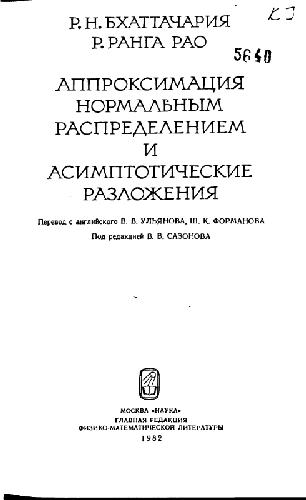 Р. Н. БХАТТАЧАРИЯ
Р. РАНГА РАО
5640
АППРОКСИМАЦИЯ
НОРМАЛЬНЫМ
РАСПРЕДЕЛЕНИЕМ
И
АСИМПТОТИЧЕСКИЕ
РАЗЛОЖЕНИЯ
Перевод с английского В. В. УЛЬЯНОВА, Ш. К. ФОРМАНОВА
Под редакцией В. В. САЗОНОВА
МОСКВА «НАУКА»
ГЛАВНАЯ РЕДАКЦИЯ
ФИЗИКО-МАТЕМАТИЧЕСКОЙ ЛИТЕРАТУРЫ
1982